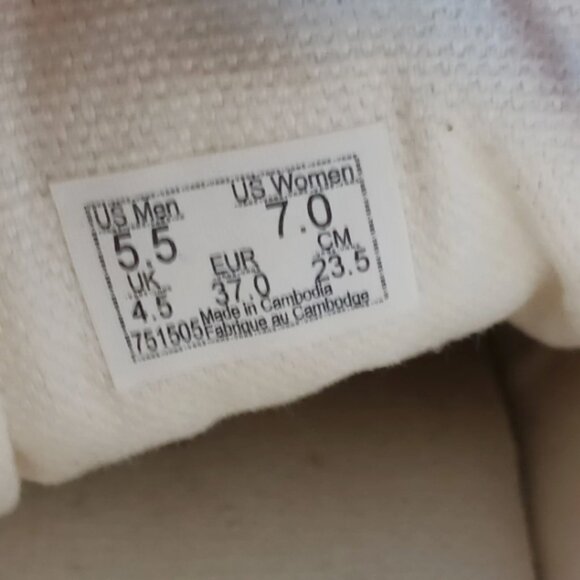 US Men US Women
5.5 7.0
UK EUR CM
4.5 37.0 23.5
Made in Cambodia
751505 Fabrique au Cambodge